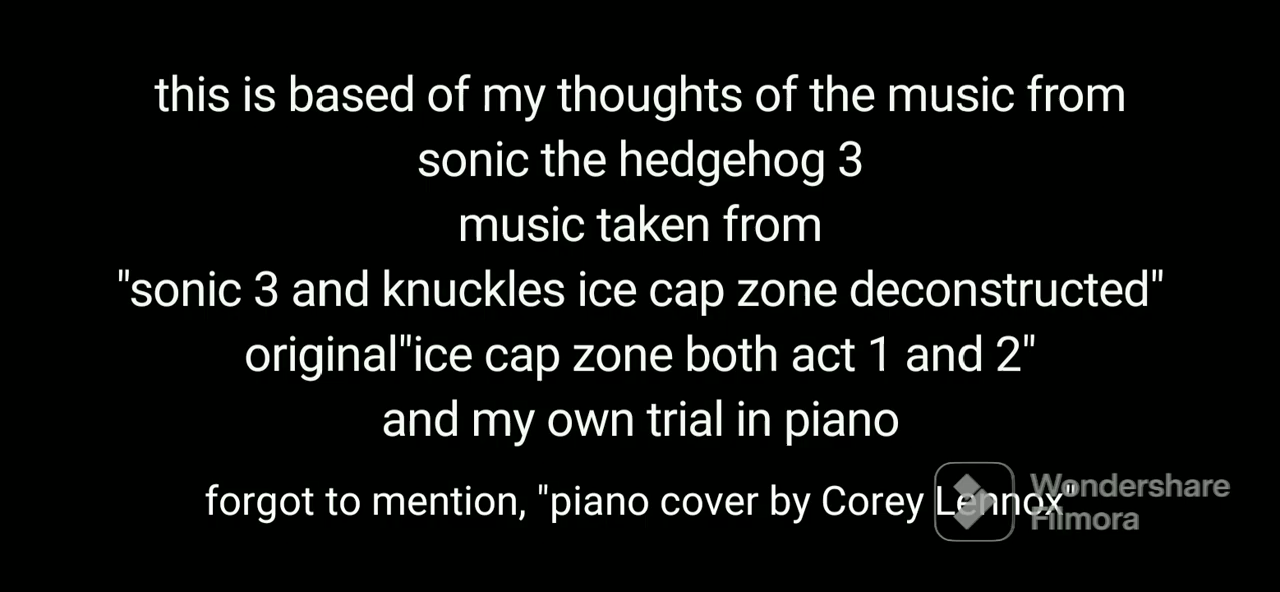 this is based of my thoughts of the music from
sonic the hedgehog 3
music taken from
"sonic 3 and knuckles ice cap zone deconstructed"
original"ice cap zone both act 1 and 2"
and my own trial in piano
forgot to mention, "piano cover by Corey Lennox"
Wondershare
Filmora